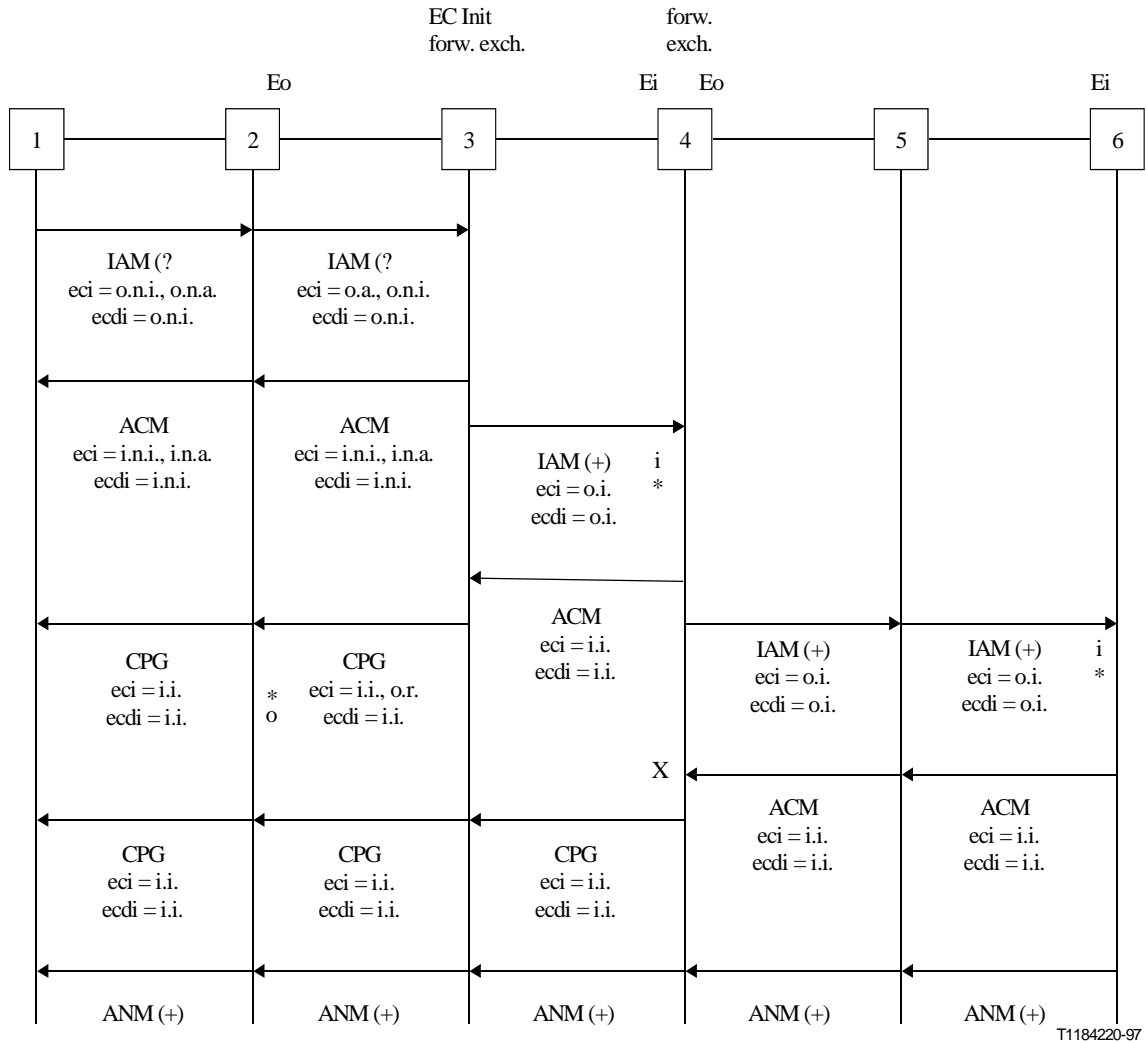 EC Init
forw. exch.
forw.
exch.
Eo
Ei
Eo
Ei
1
2
3
4
5
6
IAM (?
eci = o.n.i., o.n.a.
ecdi = o.n.i.
IAM (?
eci = o.a., o.n.i.
ecdi = o.n.i.
ACM
eci = i.n.i., i.n.a.
ecdi = i.n.i.
ACM
eci = i.n.i., i.n.a.
ecdi = i.n.i.
IAM (+)
eci = o.i.
ecdi = o.i.
i
*
ACM
eci = i.i.
ecdi = i.i.
CPG
eci = i.i.
ecdi = i.i.
*
o
CPG
eci = i.i., o.r.
ecdi = i.i.
IAM (+)
eci = o.i.
ecdi = o.i.
IAM (+)
eci = o.i.
ecdi = o.i.
i
*
X
ACM
eci = i.i.
ecdi = i.i.
ACM
eci = i.i.
ecdi = i.i.
CPG
eci = i.i.
ecdi = i.i.
CPG
eci = i.i.
ecdi = i.i.
CPG
eci = i.i.
ecdi = i.i.
ANM (+)
ANM (+)
ANM (+)
ANM (+)
ANM (+)
T1184220-97